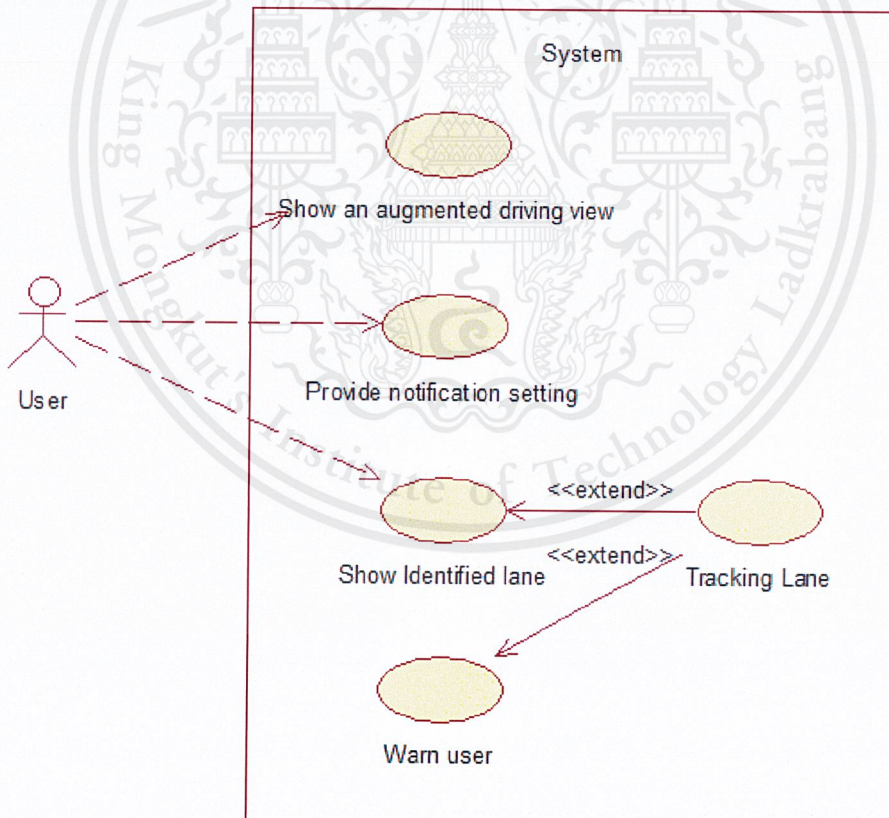 System
Show an augmented driving view
User
Provide notification setting
<<extend>>
Show Identified lane
<<extend>>
Tracking Lane
Warn user
King Mongkut's Institute of Technology Ladkrabang